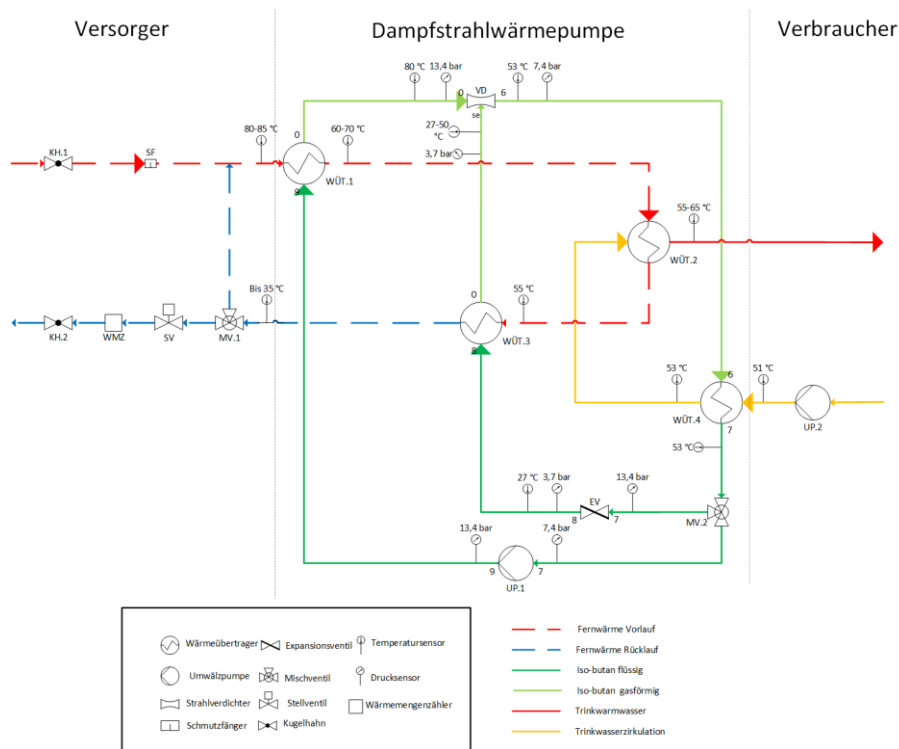 Versorger
Dampfstrahlwärmepumpe
Verbraucher
80 °C
13,4 bar
53 °C
7,4 bar
VD
0
6
se
27-50
°C
3,7 bar
KH.1
SF
80-85 °C
0
60-70 °C
9
WÜT.1
55-65 °C
WÜT.2
Bis 35°C
0
55 °C
KH.2
WMZ
SV
MV.1
8
WÜT.3
53 °C
6
51 °C
WÜT.4
7
UP.2
53 °C
27 °C
3,7 bar
EV
13,4 bar
8
7
MV.2
13,4 bar
7,4 bar
9
7
UP.1
Wärmeübertrager
Expansionsventil
Temperatursensor
Umwälzpumpe
Mischventil
Drucksensor
Strahlverdichter
Stellventil
Wärmemengenzähler
Schmutzfänger
Kugelhahn
Fernwärme Vorlauf
Fernwärme Rücklauf
Iso-butan flüssig
Iso-butan gasförmig
Trinkwarmwasser
Trinkwasserzirkulation